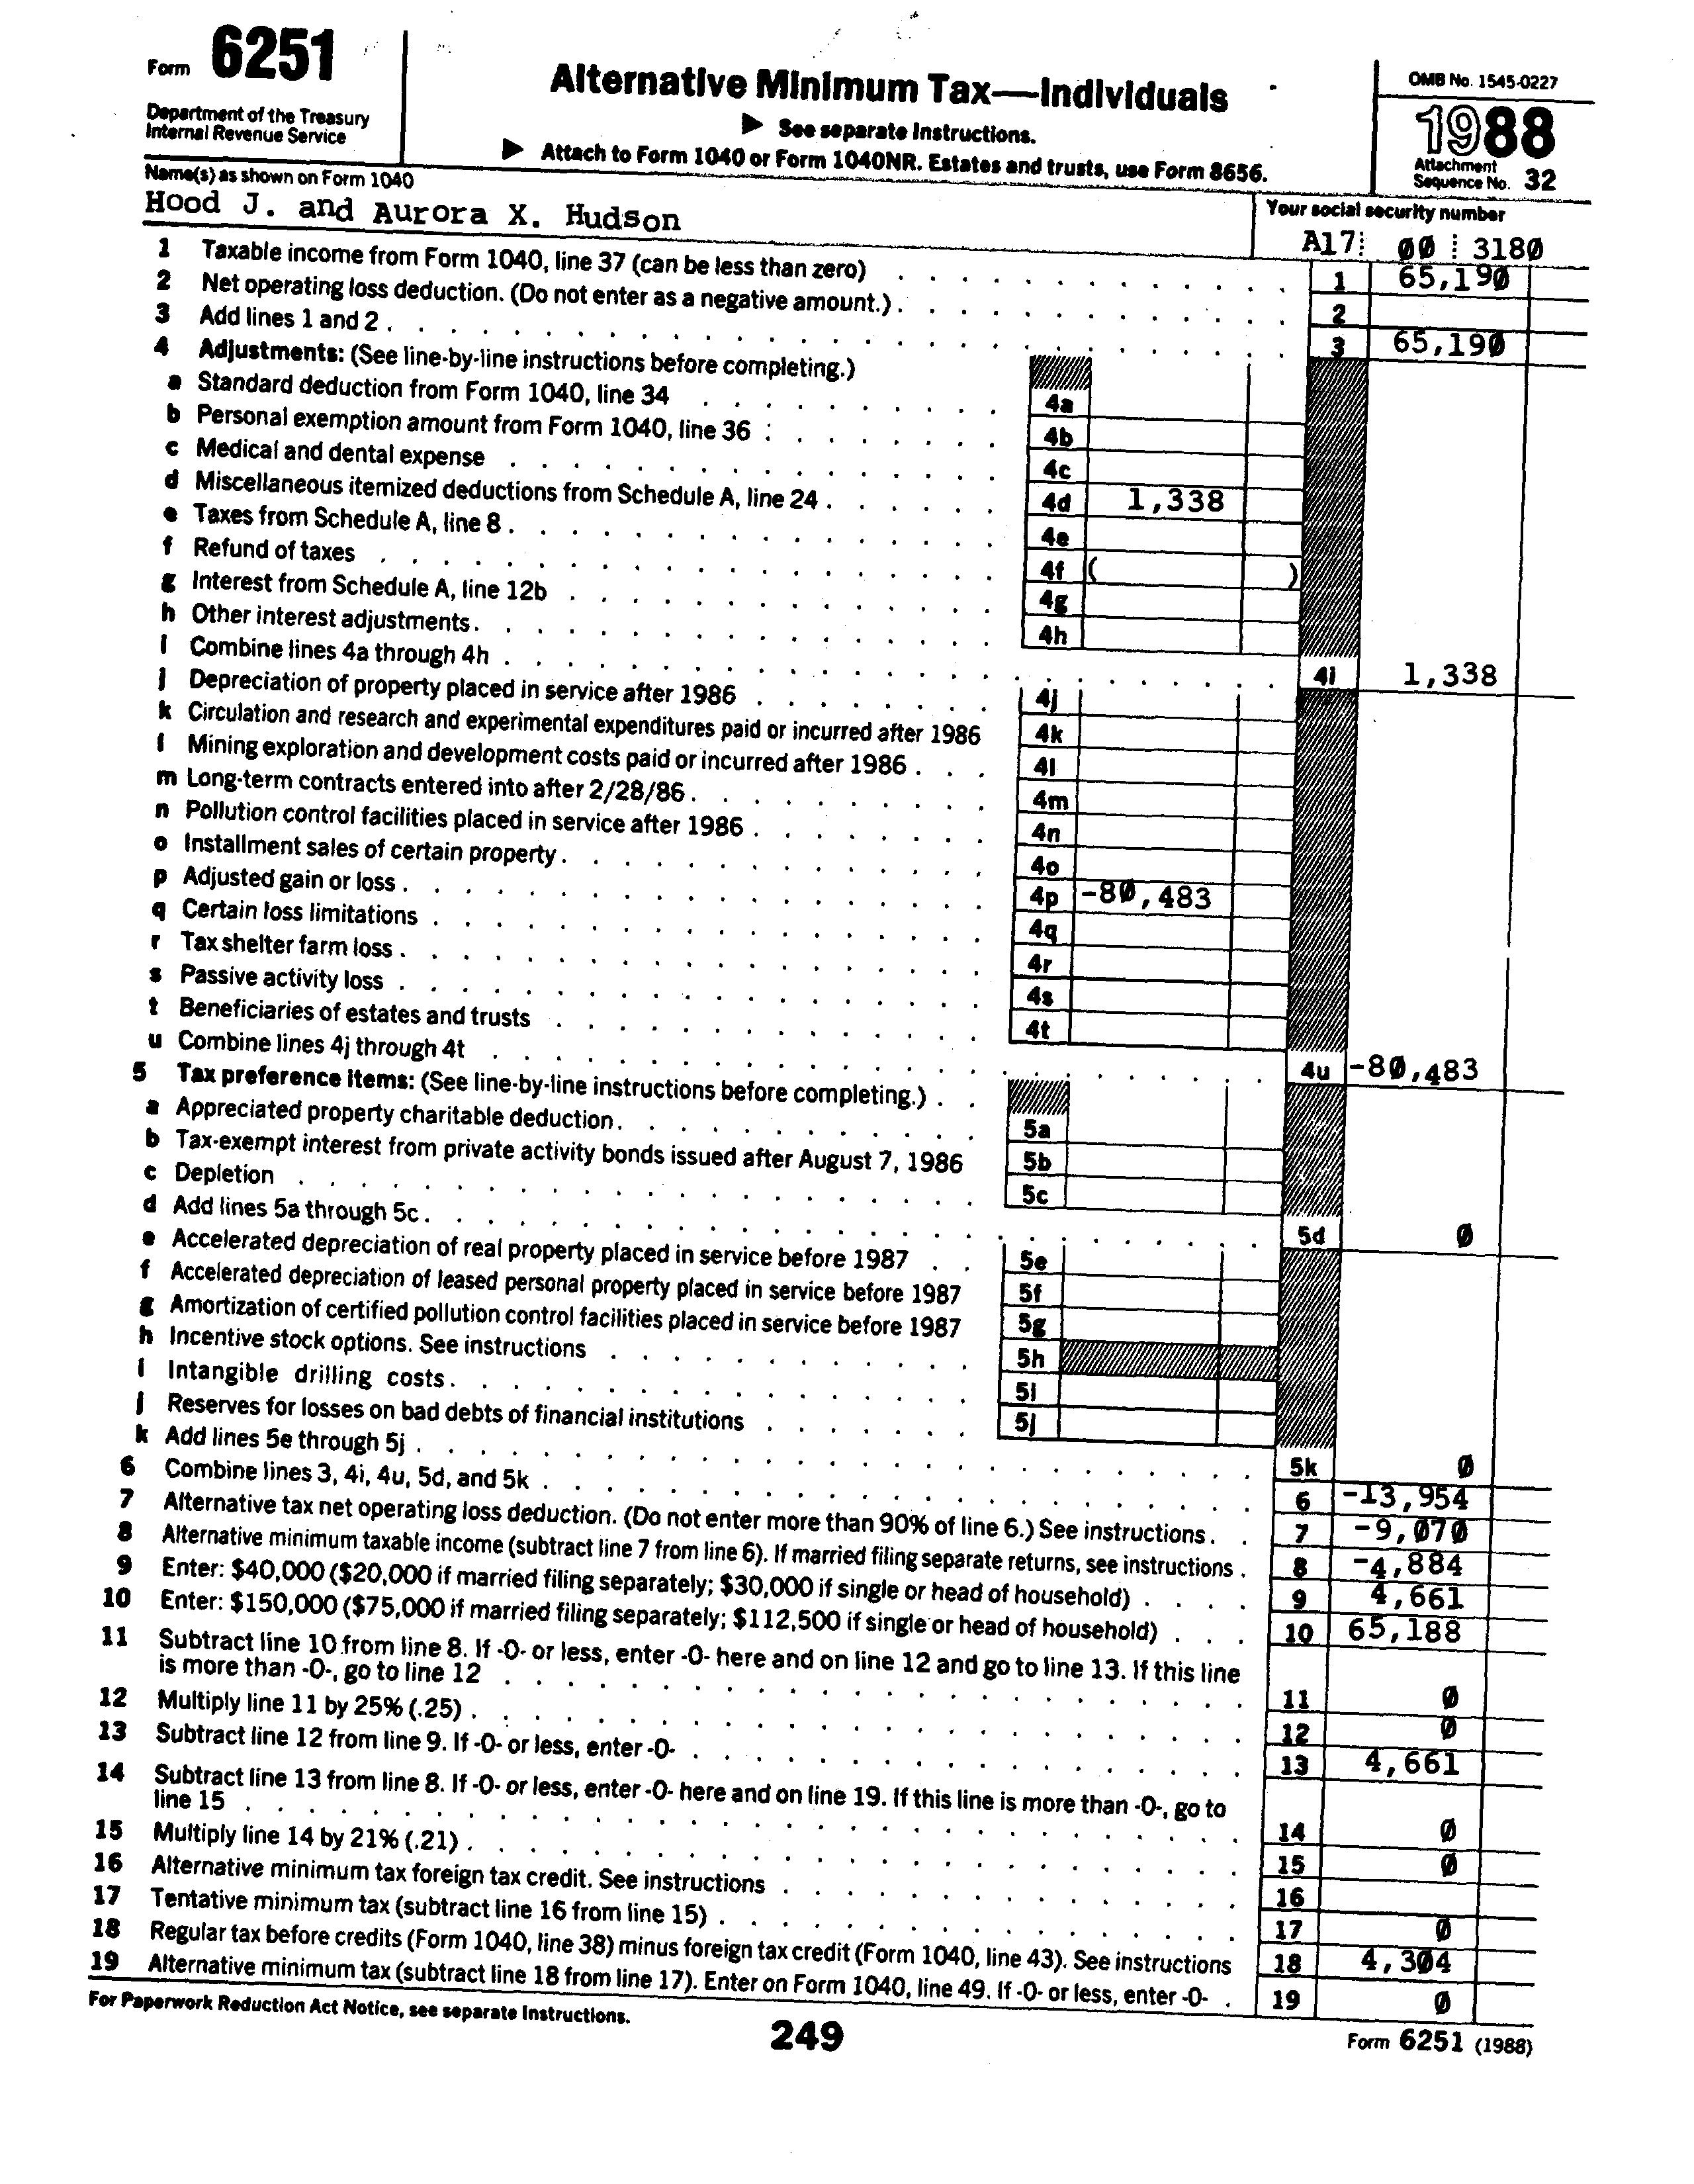 Form 6251
Department of the Treasury
Internal Revenue Service
Alternative Minimum Tax—Individuals
▶ See separate Instructions.
▶ Attach to Form 1040 or Form 1040NR. Estates and trusts, use Form 8656.
OMB No. 1545-0227
1988
Attachment
Sequence No. 32
Name(s) as shown on Form 1040
Hood J. and Aurora X. Hudson
Your social security number
A17 00 3180
1 Taxable income from Form 1040, line 37 (can be less than zero) . . . 1 65,190
2 Net operating loss deduction. (Do not enter as a negative amount.) . . . 2
3 Add lines 1 and 2 . . . 3 65,190
4 Adjustments: (See line-by-line instructions before completing.)
a Standard deduction from Form 1040, line 34 . . . 4a
b Personal exemption amount from Form 1040, line 36 . . . 4b
c Medical and dental expense . . . 4c
d Miscellaneous itemized deductions from Schedule A, line 24 . . . 4d 1,338
e Taxes from Schedule A, line 8 . . . 4e
f Refund of taxes . . . 4f ( )
g Interest from Schedule A, line 12b . . . 4g
h Other interest adjustments . . . 4h
i Combine lines 4a through 4h . . . 4i 1,338
j Depreciation of property placed in service after 1986 . . . 4j
k Circulation and research and experimental expenditures paid or incurred after 1986 4k
l Mining exploration and development costs paid or incurred after 1986 . . . 4l
m Long-term contracts entered into after 2/28/86 . . . 4m
n Pollution control facilities placed in service after 1986 . . . 4n
o Installment sales of certain property . . . 4o
p Adjusted gain or loss . . . 4p -80,483
q Certain loss limitations . . . 4q
r Tax shelter farm loss . . . 4r
s Passive activity loss . . . 4s
t Beneficiaries of estates and trusts . . . 4t
u Combine lines 4j through 4t . . . 4u -80,483
5 Tax preference items: (See line-by-line instructions before completing.) . .
a Appreciated property charitable deduction . . . 5a
b Tax-exempt interest from private activity bonds issued after August 7, 1986 5b
c Depletion . . . 5c
d Add lines 5a through 5c . . . 5d 0
e Accelerated depreciation of real property placed in service before 1987 . . 5e
f Accelerated depreciation of leased personal property placed in service before 1987 5f
g Amortization of certified pollution control facilities placed in service before 1987 5g
h Incentive stock options. See instructions . . . 5h
i Intangible drilling costs . . . 5i
j Reserves for losses on bad debts of financial institutions . . . 5j
k Add lines 5e through 5j . . . 5k 0
6 Combine lines 3, 4i, 4u, 5d, and 5k . . . 6 -13,954
7 Alternative tax net operating loss deduction. (Do not enter more than 90% of line 6.) See instructions . . 7 -9,070
8 Alternative minimum taxable income (subtract line 7 from line 6). If married filing separate returns, see instructions . 8 -4,884
9 Enter: $40,000 ($20,000 if married filing separately; $30,000 if single or head of household) . . . 9 4,661
10 Enter: $150,000 ($75,000 if married filing separately; $112,500 if single or head of household) . . . 10 65,188
11 Subtract line 10 from line 8. If -0- or less, enter -0- here and on line 12 and go to line 13. If this line
is more than -0-, go to line 12 . . . 11 0
12 Multiply line 11 by 25% (.25) . . . 12 0
13 Subtract line 12 from line 9. If -0- or less, enter -0- . . . 13 4,661
14 Subtract line 13 from line 8. If -0- or less, enter -0- here and on line 19. If this line is more than -0-, go to
line 15 . . . 14 0
15 Multiply line 14 by 21% (.21) . . . 15 0
16 Alternative minimum tax foreign tax credit. See instructions . . . 16
17 Tentative minimum tax (subtract line 16 from line 15) . . . 17 0
18 Regular tax before credits (Form 1040, line 38) minus foreign tax credit (Form 1040, line 43). See instructions 18 4,304
19 Alternative minimum tax (subtract line 18 from line 17). Enter on Form 1040, line 49. If -0- or less, enter -0- . 19 0
For Paperwork Reduction Act Notice, see separate Instructions.
249
Form 6251 (1988)